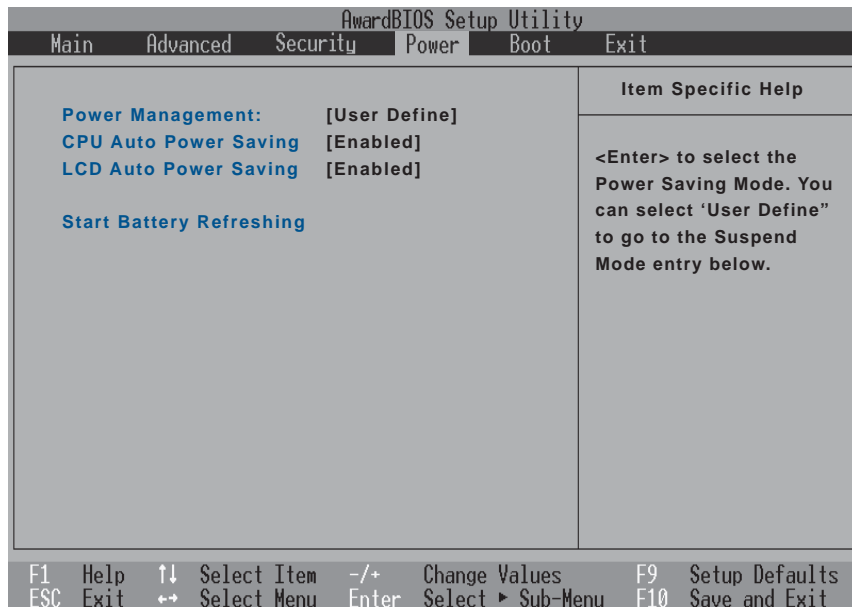 AwardBIOS Setup Utility
Main Advanced Security Power Boot Exit
Power Management: [User Define]
CPU Auto Power Saving [Enabled]
LCD Auto Power Saving [Enabled]
Start Battery Refreshing
Item Specific Help
<Enter> to select the
Power Saving Mode. You
can select ‘User Define”
to go to the Suspend
Mode entry below.
F1 Help ↑↓ Select Item -/+ Change Values F9 Setup Defaults
ESC Exit ←→ Select Menu Enter Select ▶ Sub-Menu F10 Save and Exit